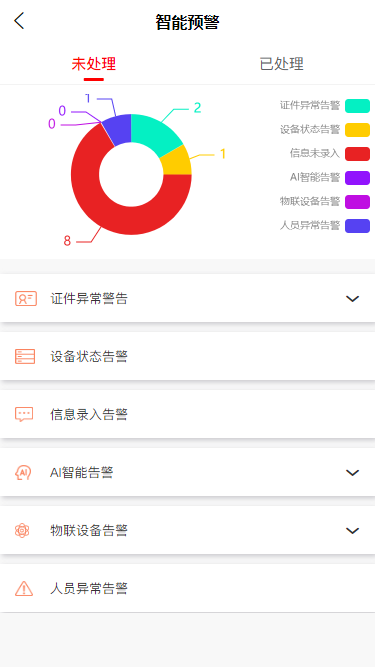 智能预警
未处理
已处理
1
0
0
2
1
8
证件异常告警
设备状态告警
信息未录入
AI智能告警
物联设备告警
人员异常告警
证件异常警告
设备状态告警
信息录入告警
AI智能告警
物联设备告警
人员异常告警